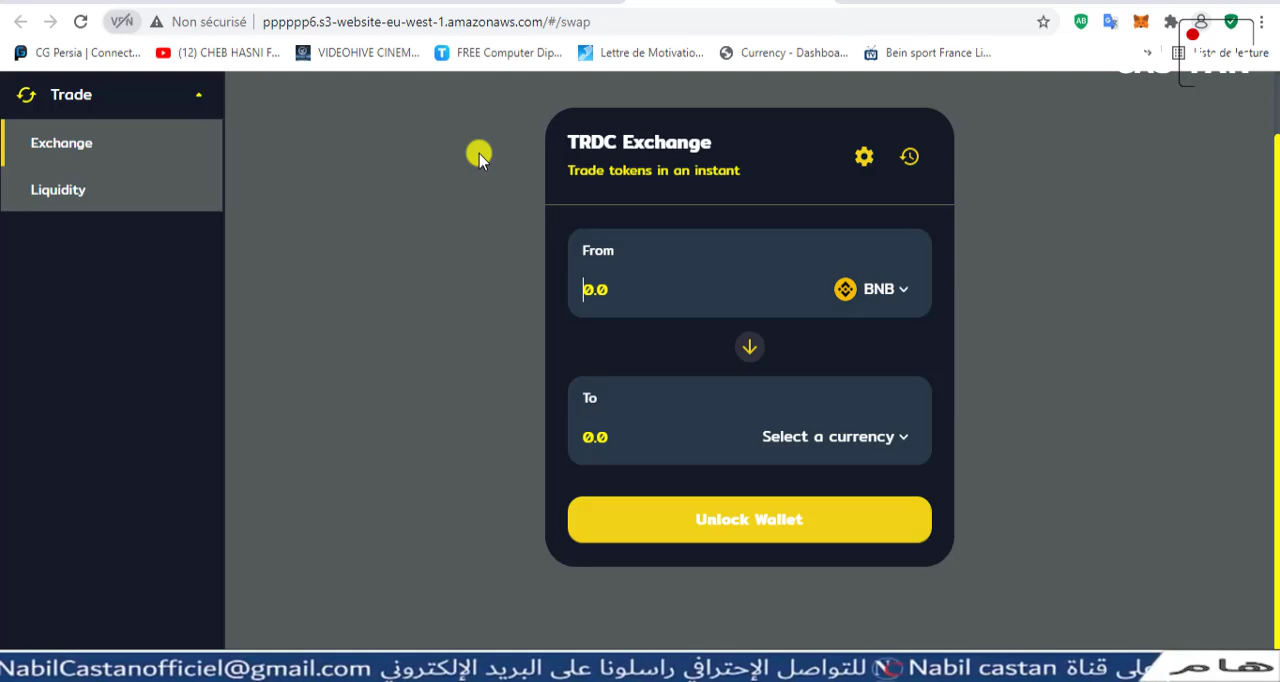 VPN Non sécurisé pppppp6.s3-website-eu-west-1.amazonaws.com/#/swap
CG Persia | Connect... (12) CHEB HASNI F... VIDEOHIVE CINEM... T FREE Computer Dip... Lettre de Motivatio... Currency - Dashboa... Bein sport France Li... » Liste de lecture
Trade
Exchange
Liquidity
TRDC Exchange
Trade tokens in an instant
From
0.0 BNB
To
0.0 Select a currency
Unlock Wallet
هام على قناة Nabil castan للتواصل الإحترافي راسلونا على البريد الإلكتروني NabilCastanofficiel@gmail.com